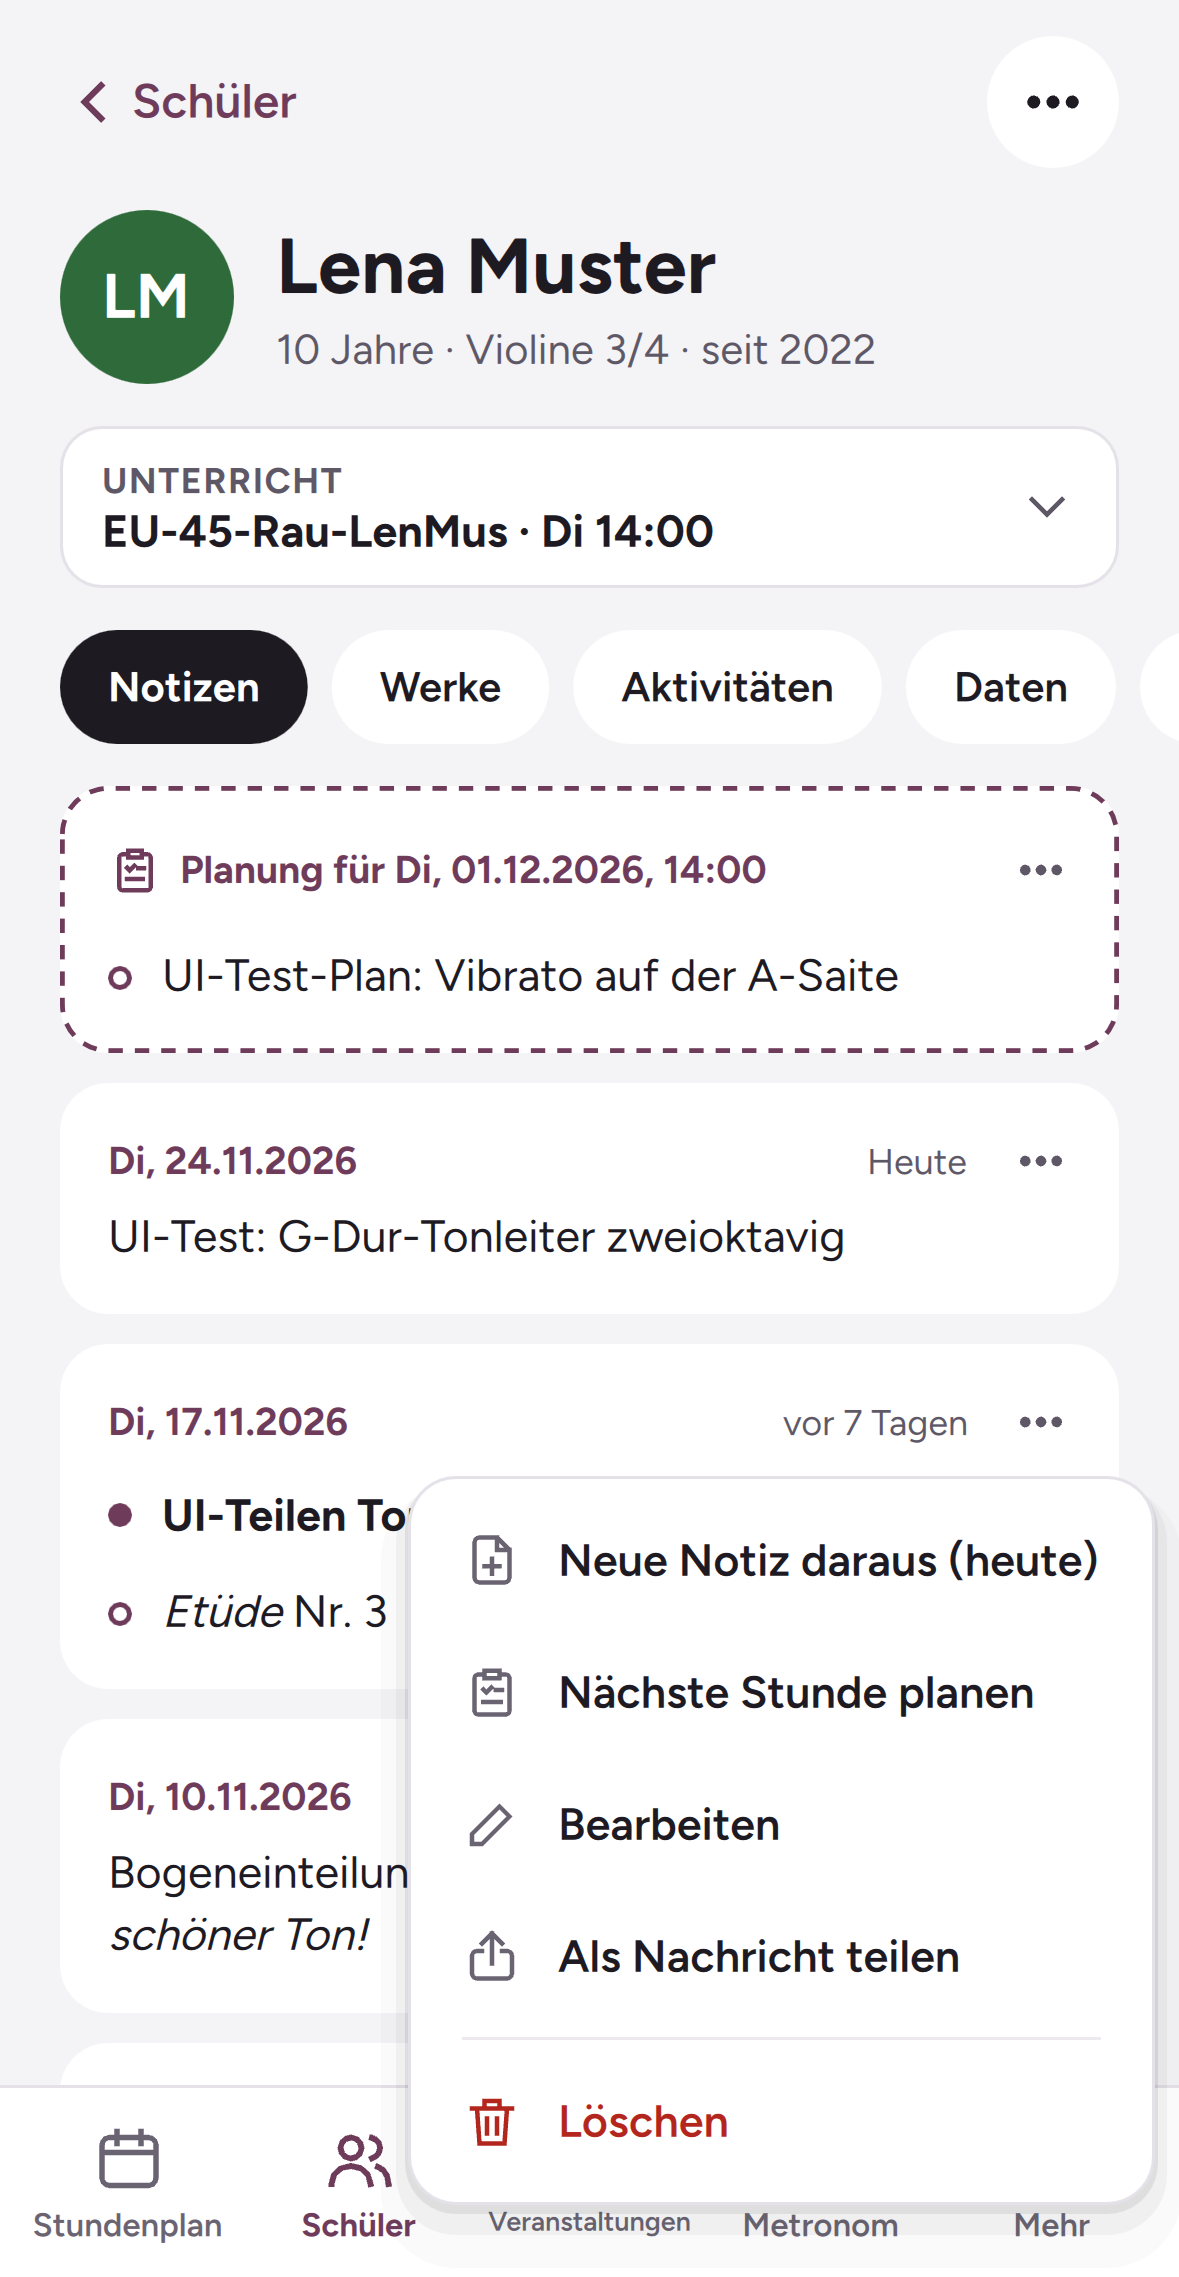 Schüler
LM
Lena Muster
10 Jahre · Violine 3/4 · seit 2022
UNTERRICHT
EU-45-Rau-LenMus · Di 14:00
Notizen
Werke
Aktivitäten
Daten
Planung für Di, 01.12.2026, 14:00
UI-Test-Plan: Vibrato auf der A-Saite
Di, 24.11.2026
Heute
UI-Test: G-Dur-Tonleiter zweioktavig
Di, 17.11.2026
vor 7 Tagen
UI-Teilen
Etüde Nr. 3
Di, 10.11.2026
schöner Ton!
Neue Notiz daraus (heute)
Nächste Stunde planen
Bearbeiten
Als Nachricht teilen
Löschen
Stundenplan
Schüler
Veranstaltungen
Metronom
Mehr